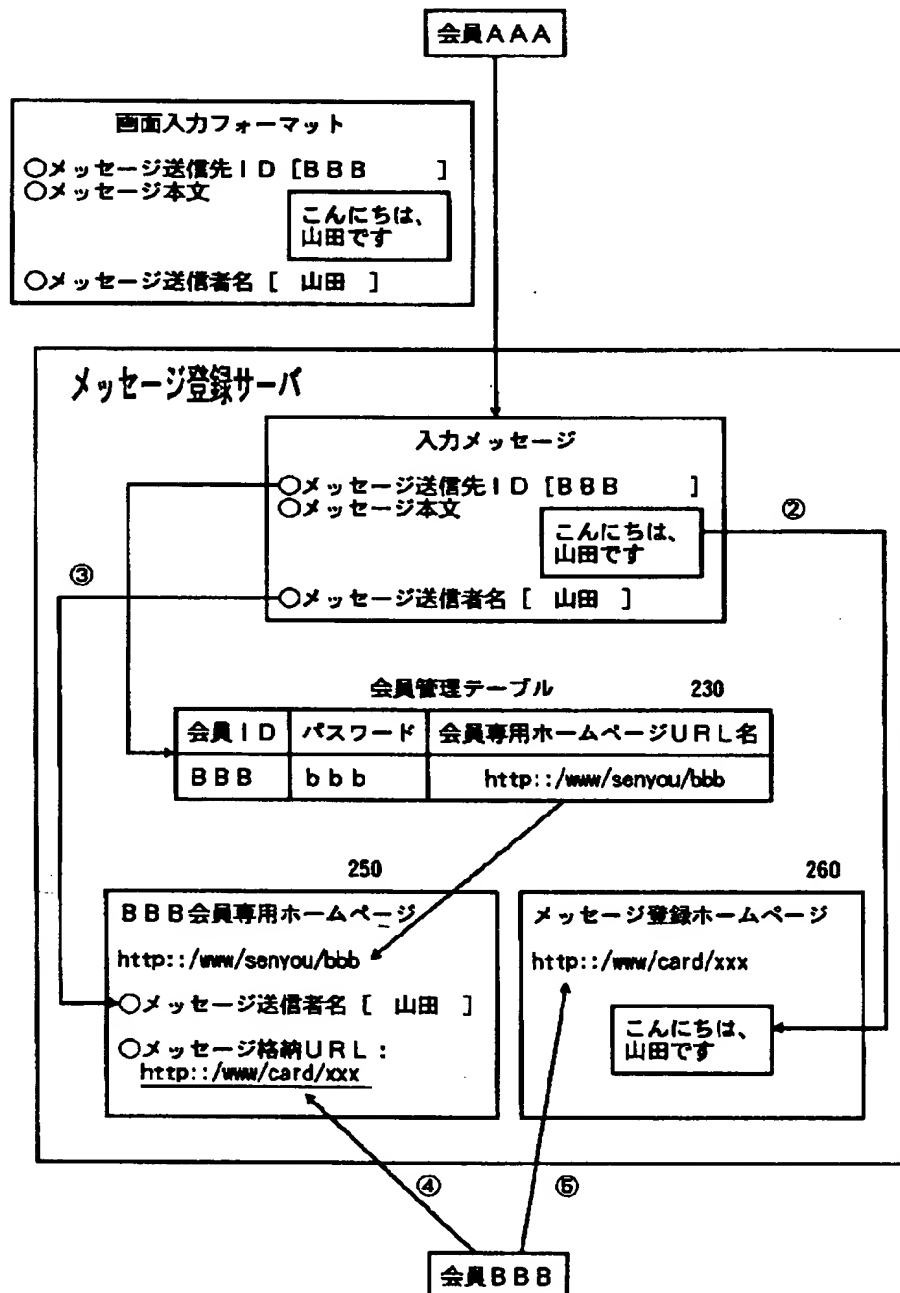 会員AAA
画面入力フォーマット
○メッセージ送信先ID [BBB ]
○メッセージ本文
こんにちは、
山田です
○メッセージ送信者名 [ 山田 ]
メッセージ登録サーバ
入力メッセージ
○メッセージ送信先ID [BBB ]
○メッセージ本文
こんにちは、
山田です
②
③
○メッセージ送信者名 [ 山田 ]
会員管理テーブル 230
会員ID パスワード 会員専用ホームページURL名
BBB bbb http::/www/senyou/bbb
250
BBB会員専用ホームページ
http::/www/senyou/bbb
○メッセージ送信者名 [ 山田 ]
○メッセージ格納URL:
http::/www/card/xxx
260
メッセージ登録ホームページ
http::/www/card/xxx
こんにちは、
山田です
④
⑤
会員BBB